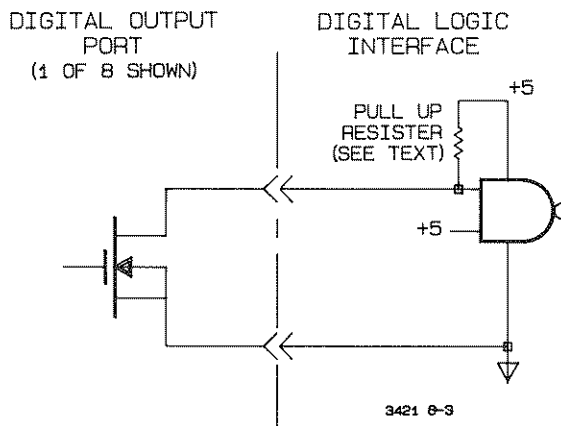 DIGITAL OUTPUT
PORT
(1 OF 8 SHOWN)
DIGITAL LOGIC
INTERFACE
+5
PULL UP
RESISTER
(SEE TEXT)
+5
3421 8-3